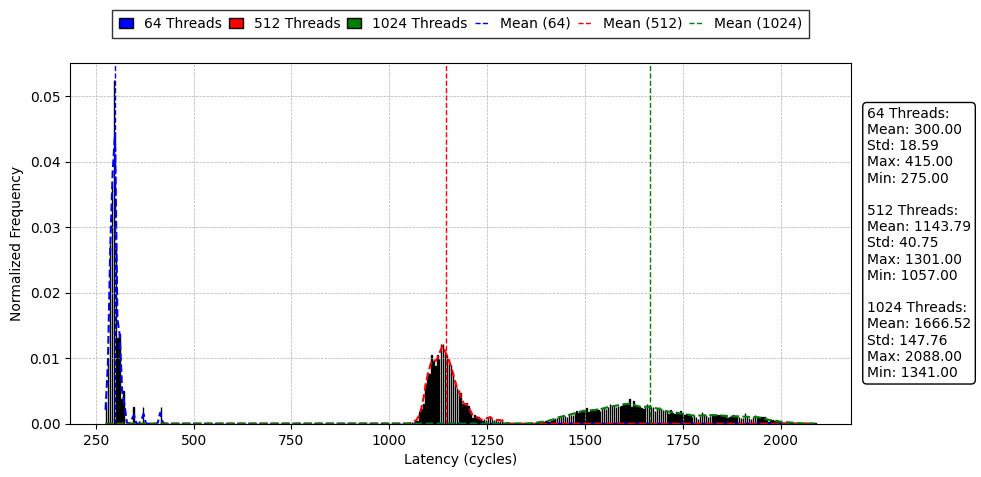 64 Threads 512 Threads 1024 Threads Mean (64) Mean (512) Mean (1024)
0.05
0.04
0.03
0.02
0.01
0.00
Normalized Frequency
250 500 750 1000 1250 1500 1750 2000
Latency (cycles)
64 Threads:
Mean: 300.00
Std: 18.59
Max: 415.00
Min: 275.00
512 Threads:
Mean: 1143.79
Std: 40.75
Max: 1301.00
Min: 1057.00
1024 Threads:
Mean: 1666.52
Std: 147.76
Max: 2088.00
Min: 1341.00